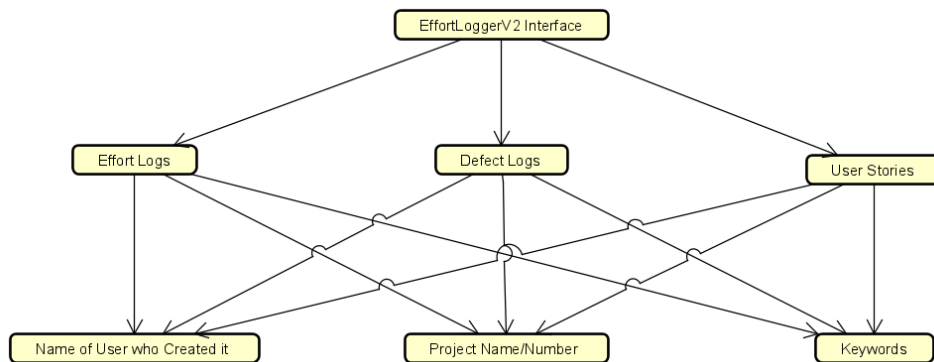 EffortLoggerV2 Interface
Effort Logs
Defect Logs
User Stories
Name of User who Created it
Project Name/Number
Keywords